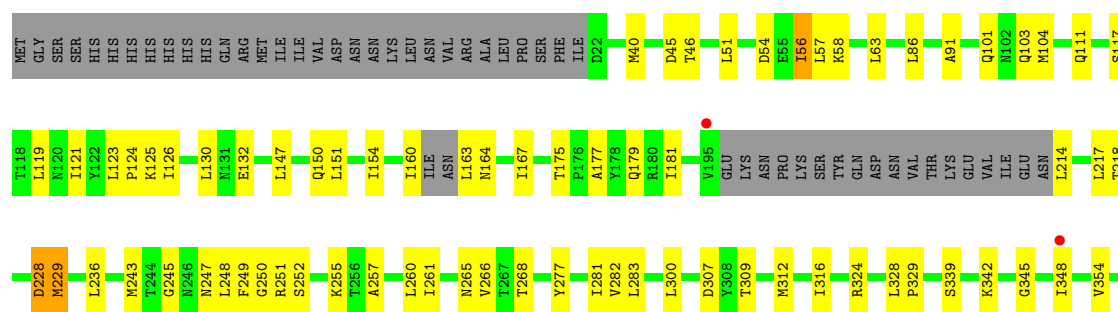 MET GLY SER SER HIS HIS HIS HIS HIS HIS HIS HIS GLN ARG MET ILE ILE VAL ASP ASN ASN LYS LEU ASN VAL ARG ALA LEU PRO SER PHE ILE D22 M40 D45 T46 L51 D54 E55 I56 L57 K58 L63 L86 A91 Q101 N102 Q103 M104 Q111 S117
T118 L119 N120 I121 Y122 L123 P124 K125 I126 L130 N131 E132 L147 Q150 L151 I154 I160 ILE ASN L163 N164 I167 T175 P176 A177 Y178 Q179 R180 I181 V195 GLU LYS ASN PRO LYS SER TYR GLN ASP ASN VAL THR LYS GLU VAL ILE GLU ASN L214 L217 T218
D228 M229 L236 M243 T244 G245 N246 N247 L248 F249 G250 R251 S252 K255 T256 A257 L260 I261 N265 V266 T267 T268 Y277 I281 V282 L283 L300 D307 Y308 T309 M312 I316 R324 L328 P329 S339 K342 G345 I348 V354